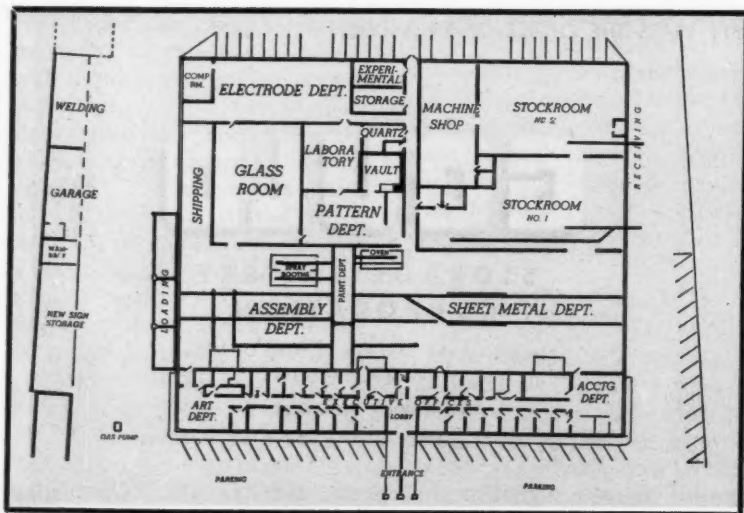 WELDING
GARAGE
NEW SIGN
STORAGE
GAS PUMP
COMP
RM.
ELECTRODE DEPT.
EXPERI-
MENTAL
STORAGE
MACHINE
SHOP
STOCKROOM
NO. 2
RECEIVING
SHIPPING
GLASS
ROOM
LABORA
TORY
QUARTZ
VAULT
PATTERN
DEPT.
STOCKROOM
NO. 1
LOADING
SPRAY
BOOTHS
PAINT DEPT
OVEN
ASSEMBLY
DEPT.
SHEET METAL DEPT.
ART
DEPT.
EXECUTIVE OFFICES
LOBBY
ACCTG
DEPT.
ENTRANCE
PARKING
PARKING